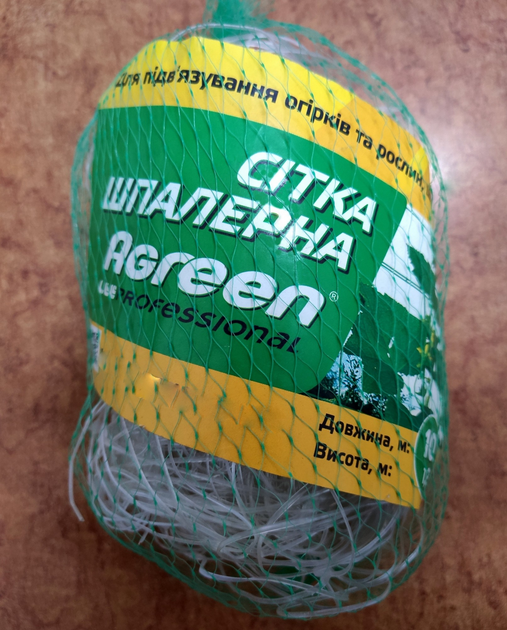 Для підв'язування огірків та рослин,
СІТКА
ШПАЛЕРНА
Agreen®
PROFESSIONAL
Довжина, м:
Висота, м: